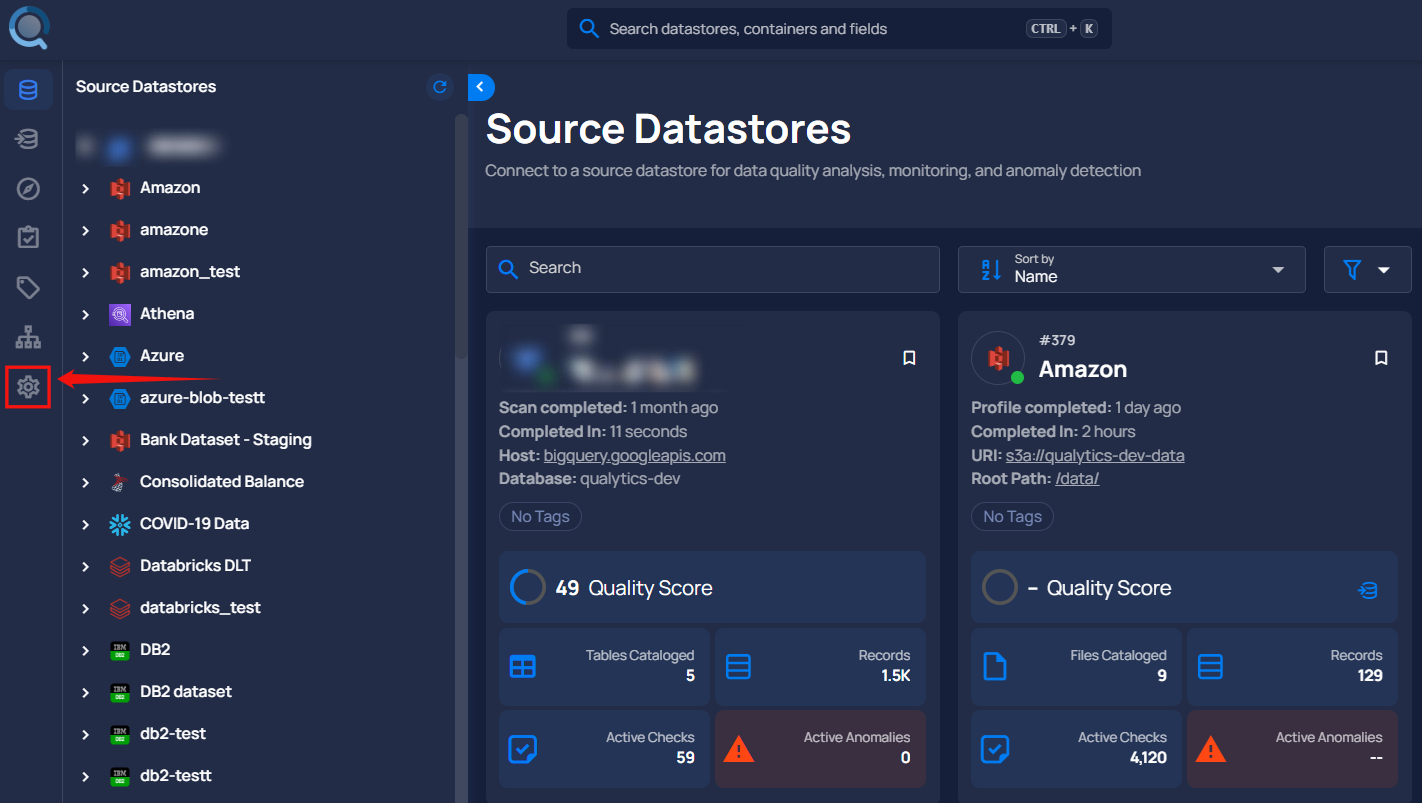 Search datastores, containers and fields
CTRL + K
Source Datastores
Amazon
amazone
amazon_test
Athena
Azure
azure-blob-testt
Bank Dataset - Staging
Consolidated Balance
COVID-19 Data
Databricks DLT
databricks_test
DB2
DB2 dataset
db2-test
db2-testt
Source Datastores
Connect to a source datastore for data quality analysis, monitoring, and anomaly detection
Search
Sort by
Name
Scan completed: 1 month ago
Completed In: 11 seconds
Host: bigquery.googleapis.com
Database: qualytics-dev
No Tags
49 Quality Score
Tables Cataloged
5
Records
1.5K
Active Checks
59
Active Anomalies
0
#379
Amazon
Profile completed: 1 day ago
Completed In: 2 hours
URI: s3a://qualytics-dev-data
Root Path: /data/
No Tags
– Quality Score
Files Cataloged
9
Records
129
Active Checks
4,120
Active Anomalies
--